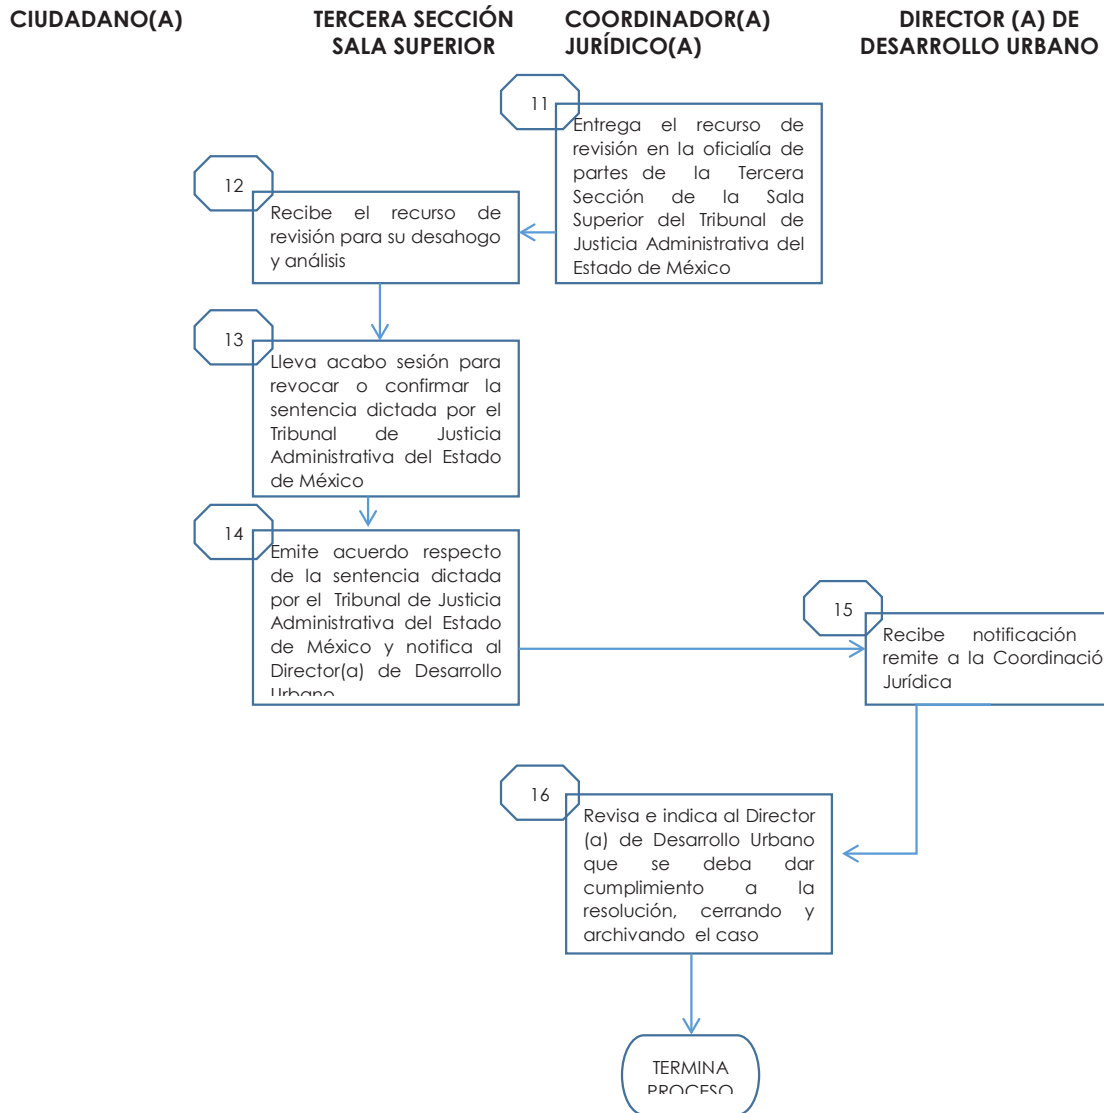 CIUDADANO(A)
TERCERA SECCIÓN
SALA SUPERIOR
COORDINADOR(A)
JURÍDICO(A)
DIRECTOR (A) DE
DESARROLLO URBANO
11
Entrega el recurso de
revisión en la oficialía de
partes de la Tercera
Sección de la Sala
Superior del Tribunal de
Justicia Administrativa del
Estado de México
12
Recibe el recurso de
revisión para su desahogo
y análisis
13
Lleva acabo sesión para
revocar o confirmar la
sentencia dictada por el
Tribunal de Justicia
Administrativa del Estado
de México
14
Emite acuerdo respecto
de la sentencia dictada
por el Tribunal de Justicia
Administrativa del Estado
de México y notifica al
Director(a) de Desarrollo
Urbano
15
Recibe notificación
remite a la Coordinació
Jurídica
16
Revisa e indica al Director
(a) de Desarrollo Urbano
que se deba dar
cumplimiento a la
resolución, cerrando y
archivando el caso
TERMINA
PROCESO